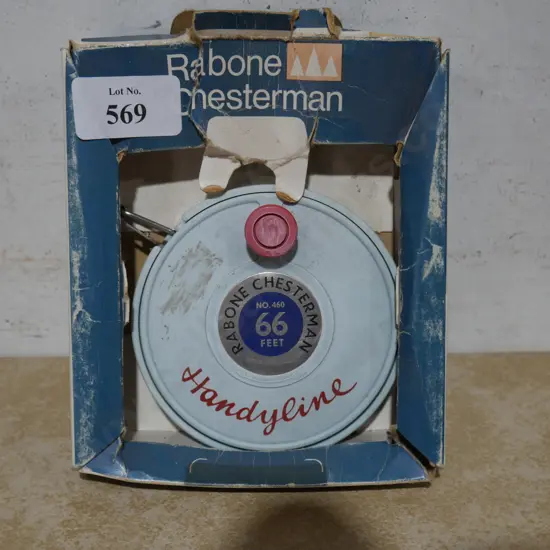 Rabone
Chesterman
Lot No.
569
RABONE CHESTERMAN
NO. 460
66
FEET
Handyline